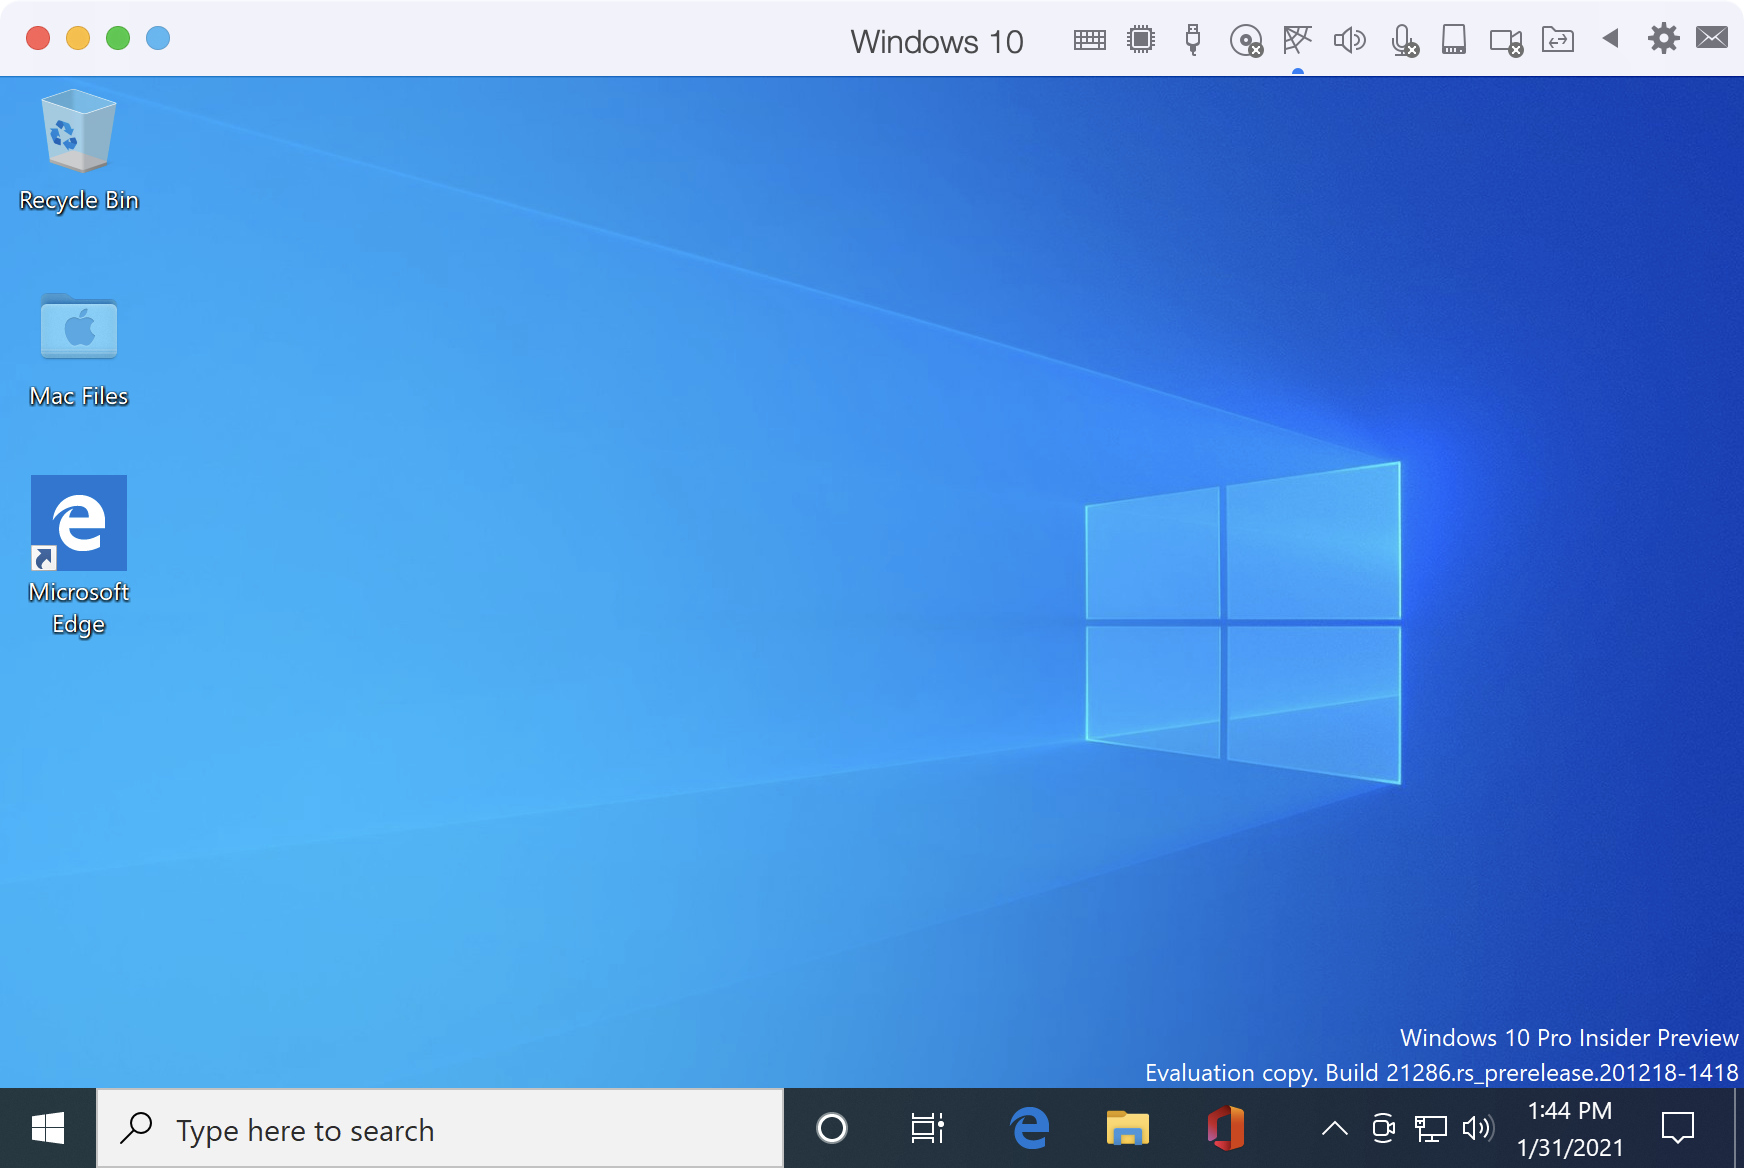 Windows 10
Recycle Bin
Mac Files
Microsoft
Edge
Windows 10 Pro Insider Preview
Evaluation copy. Build 21286.rs_prerelease.201218-1418
Type here to search
1:44 PM
1/31/2021